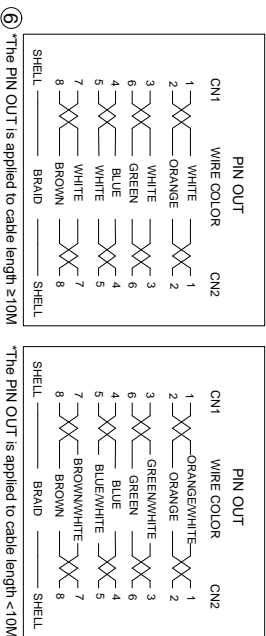 PIN OUT
CN1 WIRE COLOR CN2
1 WHITE 1
2 ORANGE 2
3 WHITE 3
6 GREEN 6
4 BLUE 4
5 WHITE 5
7 WHITE 7
8 BROWN 8
SHELL BRAID SHELL
⑥ *The PIN OUT is applied to cable length ≥10M
PIN OUT
CN1 WIRE COLOR CN2
1 ORANGE/WHITE 1
2 ORANGE 2
3 GREEN/WHITE 3
6 GREEN 6
4 BLUE 4
5 BLUE/WHITE 5
7 BROWN/WHITE 7
8 BROWN 8
SHELL BRAID SHELL
*The PIN OUT is applied to cable length <10M